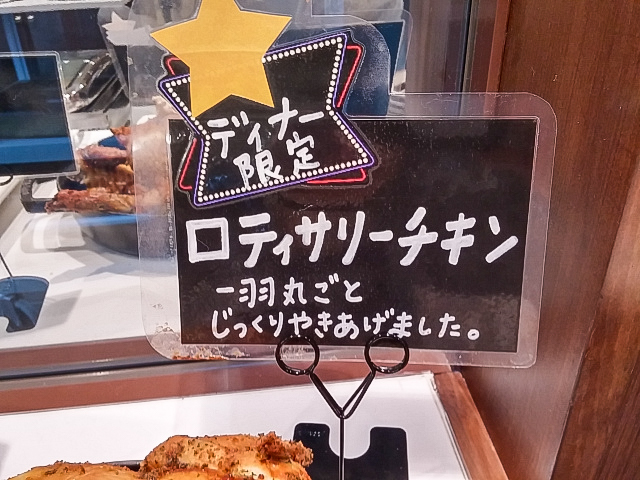 ディナー
限定
ロティサリーチキン
一羽丸ごと
じっくりやきあげました。